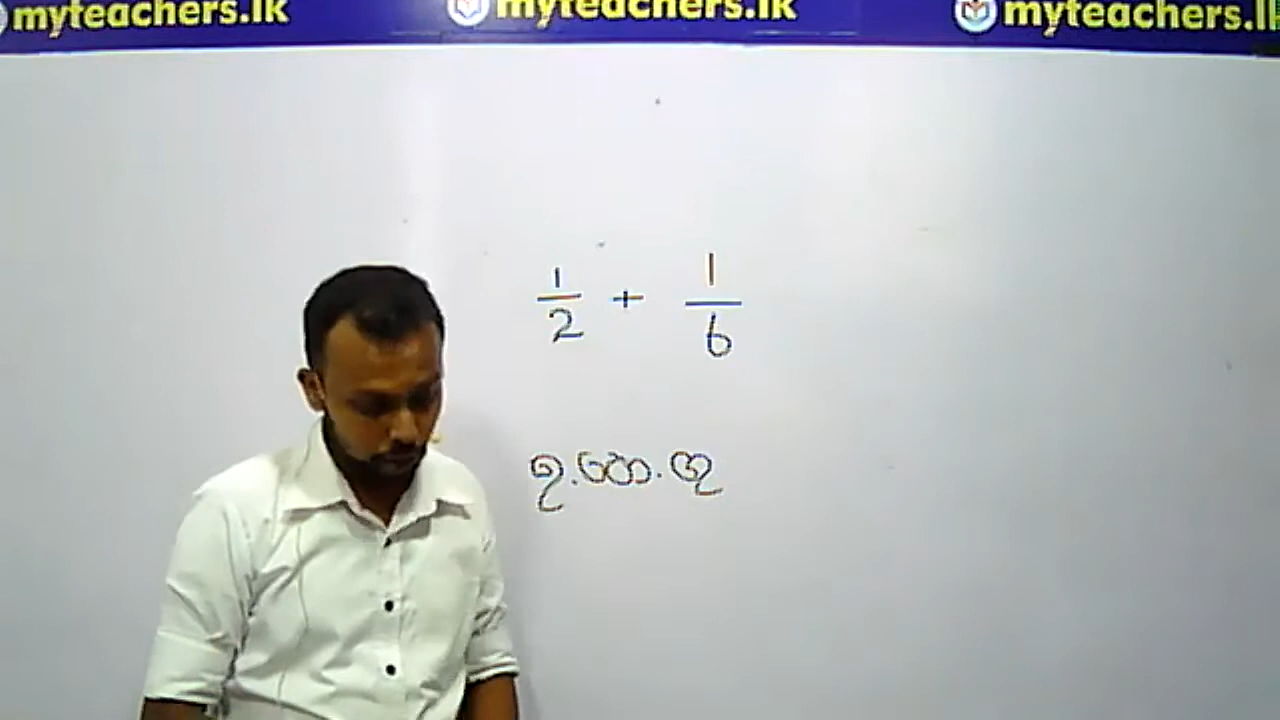 myteachers.lk myteachers.lk myteachers.lk
1/2 + 1/6
කු.පො.ගු